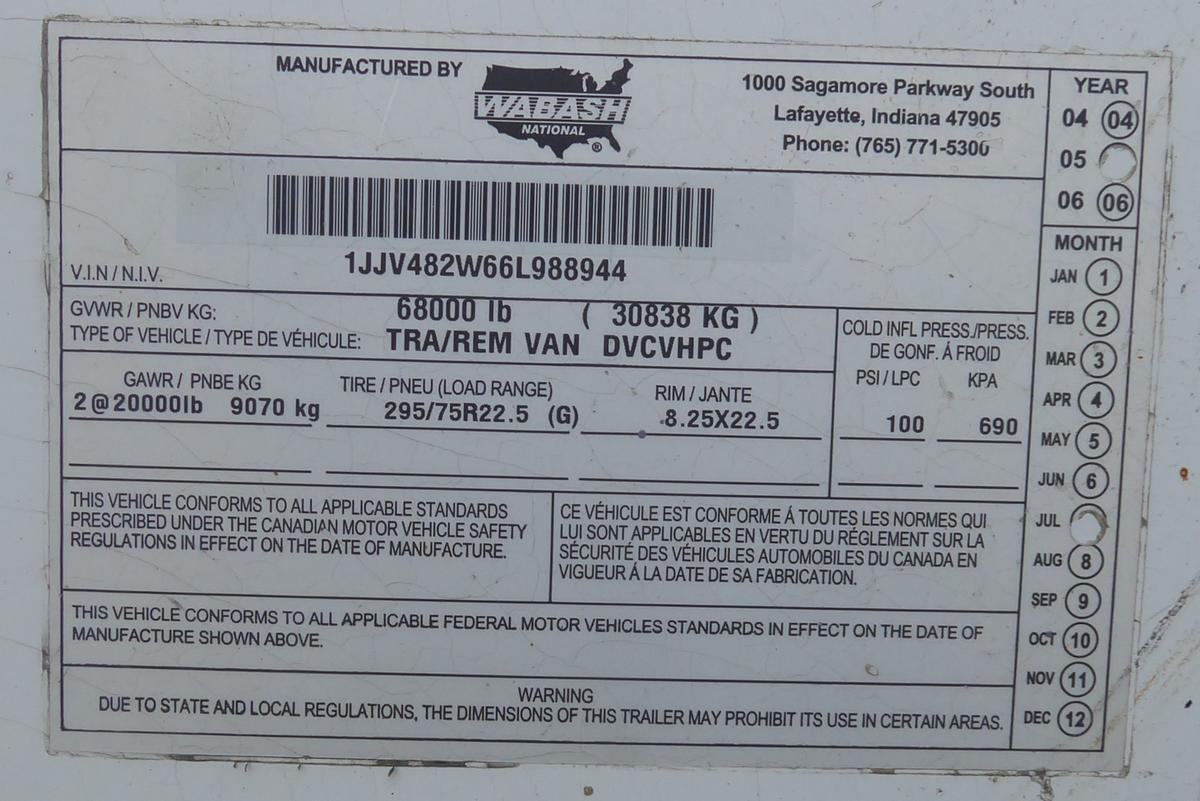 MANUFACTURED BY
WABASH
NATIONAL
®
1000 Sagamore Parkway South
Lafayette, Indiana 47905
Phone: (765) 771-5300
YEAR
04 04
05
06 06
MONTH
JAN 1
FEB 2
MAR 3
APR 4
MAY 5
JUN 6
JUL
AUG 8
SEP 9
OCT 10
NOV 11
DEC 12
1JJV482W66L988944
V.I.N / N.I.V.
GVWR / PNBV KG: 68000 lb ( 30838 KG )
TYPE OF VEHICLE / TYPE DE VÉHICULE: TRA/REM VAN DVCVHPC
COLD INFL PRESS./PRESS.
DE GONF. Á FROID
PSI / LPC KPA
100 690
GAWR / PNBE KG TIRE / PNEU (LOAD RANGE) RIM / JANTE
2@20000lb 9070 kg 295/75R22.5 (G) 8.25X22.5
THIS VEHICLE CONFORMS TO ALL APPLICABLE STANDARDS
PRESCRIBED UNDER THE CANADIAN MOTOR VEHICLE SAFETY
REGULATIONS IN EFFECT ON THE DATE OF MANUFACTURE.
CE VÉHICULE EST CONFORME Á TOUTES LES NORMES QUI
LUI SONT APPLICABLES EN VERTU DU RÉGLEMENT SUR LA
SÉCURITÉ DES VÉHICULES AUTOMOBILES DU CANADA EN
VIGUEUR Á LA DATE DE SA FABRICATION.
THIS VEHICLE CONFORMS TO ALL APPLICABLE FEDERAL MOTOR VEHICLES STANDARDS IN EFFECT ON THE DATE OF
MANUFACTURE SHOWN ABOVE.
WARNING
DUE TO STATE AND LOCAL REGULATIONS, THE DIMENSIONS OF THIS TRAILER MAY PROHIBIT ITS USE IN CERTAIN AREAS.